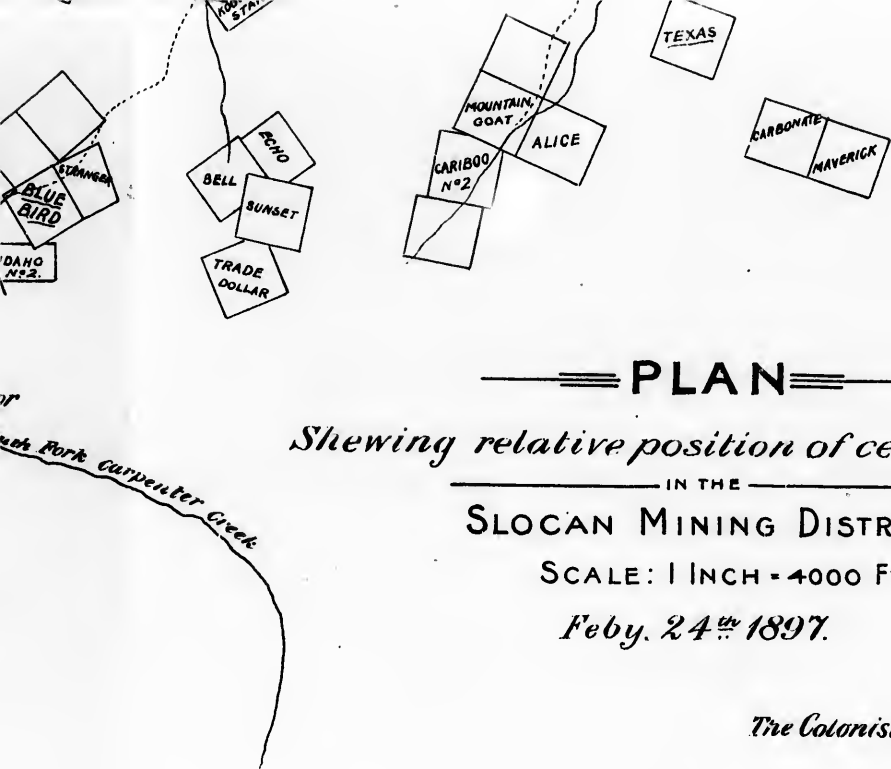 TEXAS
MOUNTAIN
GOAT
ALICE
CARBONATE
MAVERICK
ECHO
BELL
CARIBOO
Nº2
STRANGER
BLUE
BIRD
SUNSET
IDAHO
Nº2.
TRADE
DOLLAR
PLAN
Shewing relative position of ce
IN THE
SLOCAN MINING DISTR
SCALE: 1 INCH = 4000 F
Feby. 24th 1897.
Fork Carpenter Creek
The Colonis